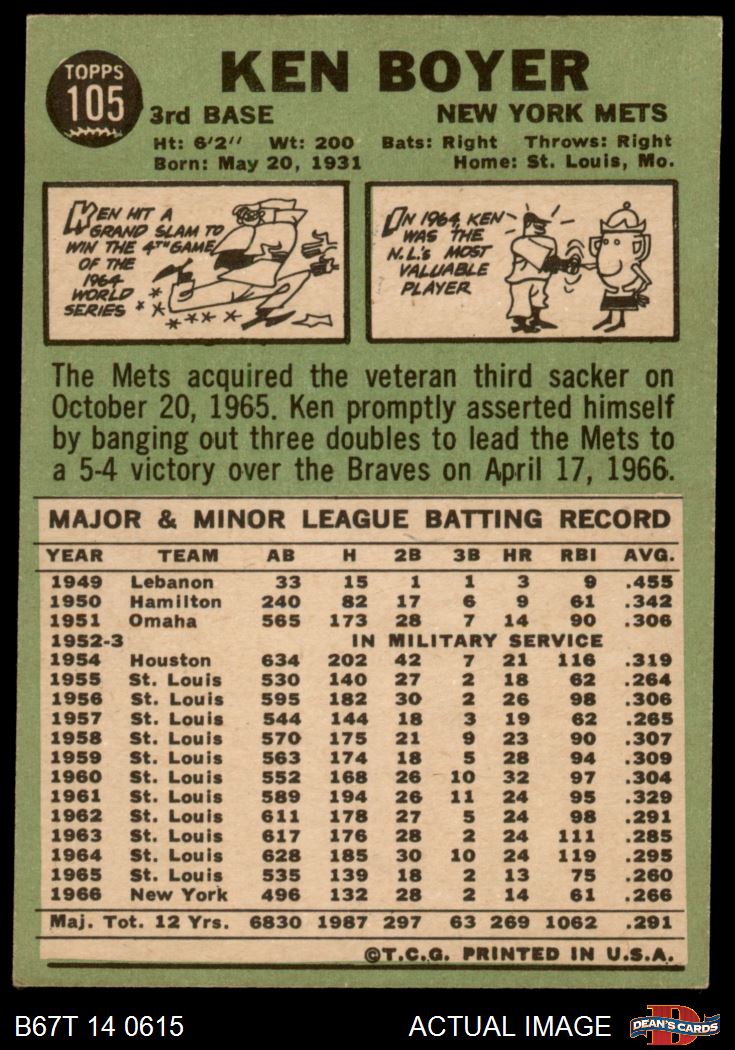 TOPPS
105
KEN BOYER
3rd BASE NEW YORK METS
Ht: 6'2" Wt: 200 Bats: Right Throws: Right
Born: May 20, 1931 Home: St. Louis, Mo.
KEN HIT A
GRAND SLAM TO
WIN THE 4TH GAME
OF THE
1964
WORLD
SERIES
IN 1964, KEN
WAS THE
N.L.'s MOST
VALUABLE
PLAYER
The Mets acquired the veteran third sacker on
October 20, 1965. Ken promptly asserted himself
by banging out three doubles to lead the Mets to
a 5-4 victory over the Braves on April 17, 1966.
MAJOR & MINOR LEAGUE BATTING RECORD
YEAR TEAM AB H 2B 3B HR RBI AVG.
1949 Lebanon 33 15 1 1 3 9 .455
1950 Hamilton 240 82 17 6 9 61 .342
1951 Omaha 565 173 28 7 14 90 .306
1952-3 IN MILITARY SERVICE
1954 Houston 634 202 42 7 21 116 .319
1955 St. Louis 530 140 27 2 18 62 .264
1956 St. Louis 595 182 30 2 26 98 .306
1957 St. Louis 544 144 18 3 19 62 .265
1958 St. Louis 570 175 21 9 23 90 .307
1959 St. Louis 563 174 18 5 28 94 .309
1960 St. Louis 552 168 26 10 32 97 .304
1961 St. Louis 589 194 26 11 24 95 .329
1962 St. Louis 611 178 27 5 24 98 .291
1963 St. Louis 617 176 28 2 24 111 .285
1964 St. Louis 628 185 30 10 24 119 .295
1965 St. Louis 535 139 18 2 13 75 .260
1966 New York 496 132 28 2 14 61 .266
Maj. Tot. 12 Yrs. 6830 1987 297 63 269 1062 .291
©T.C.G. PRINTED IN U.S.A.
B67T 14 0615 ACTUAL IMAGE
D
DEAN'S CARDS